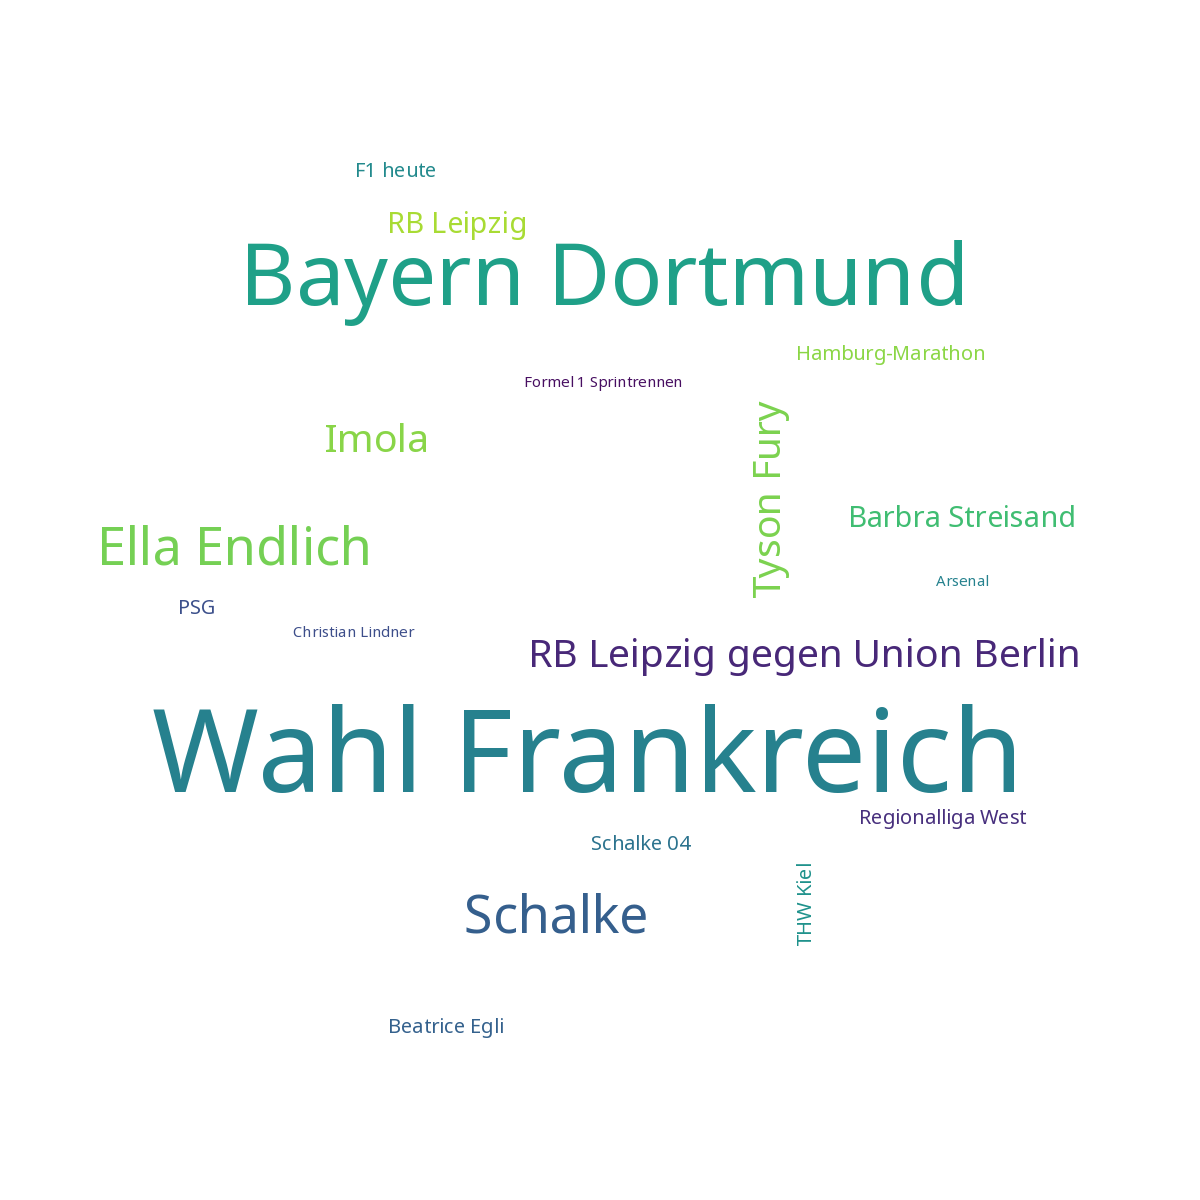 F1 heute
RB Leipzig
Bayern Dortmund
Hamburg-Marathon
Formel 1 Sprintrennen
Imola
Tyson Fury
Barbra Streisand
Ella Endlich
Arsenal
PSG
Christian Lindner
RB Leipzig gegen Union Berlin
Wahl Frankreich
Regionalliga West
Schalke 04
THW Kiel
Schalke
Beatrice Egli